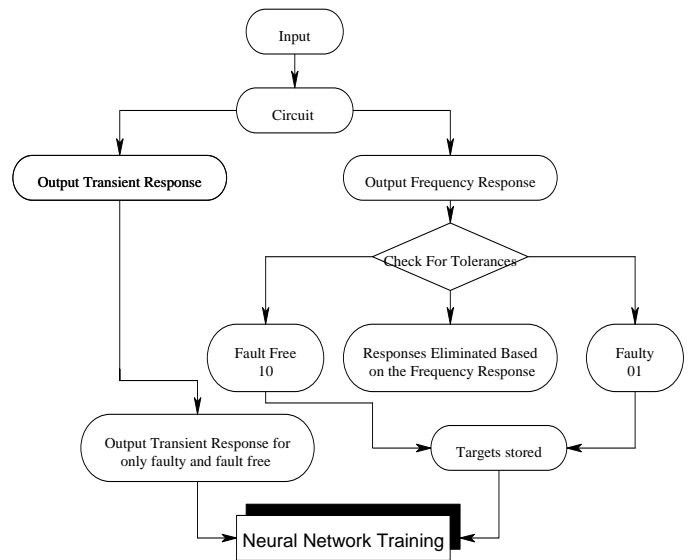 Input
Circuit
Output Transient Response
Output Frequency Response
Check For Tolerances
Fault Free
10
Responses Eliminated Based
on the Frequency Response
Faulty
01
Output Transient Response for
only faulty and fault free
Targets stored
Neural Network Training